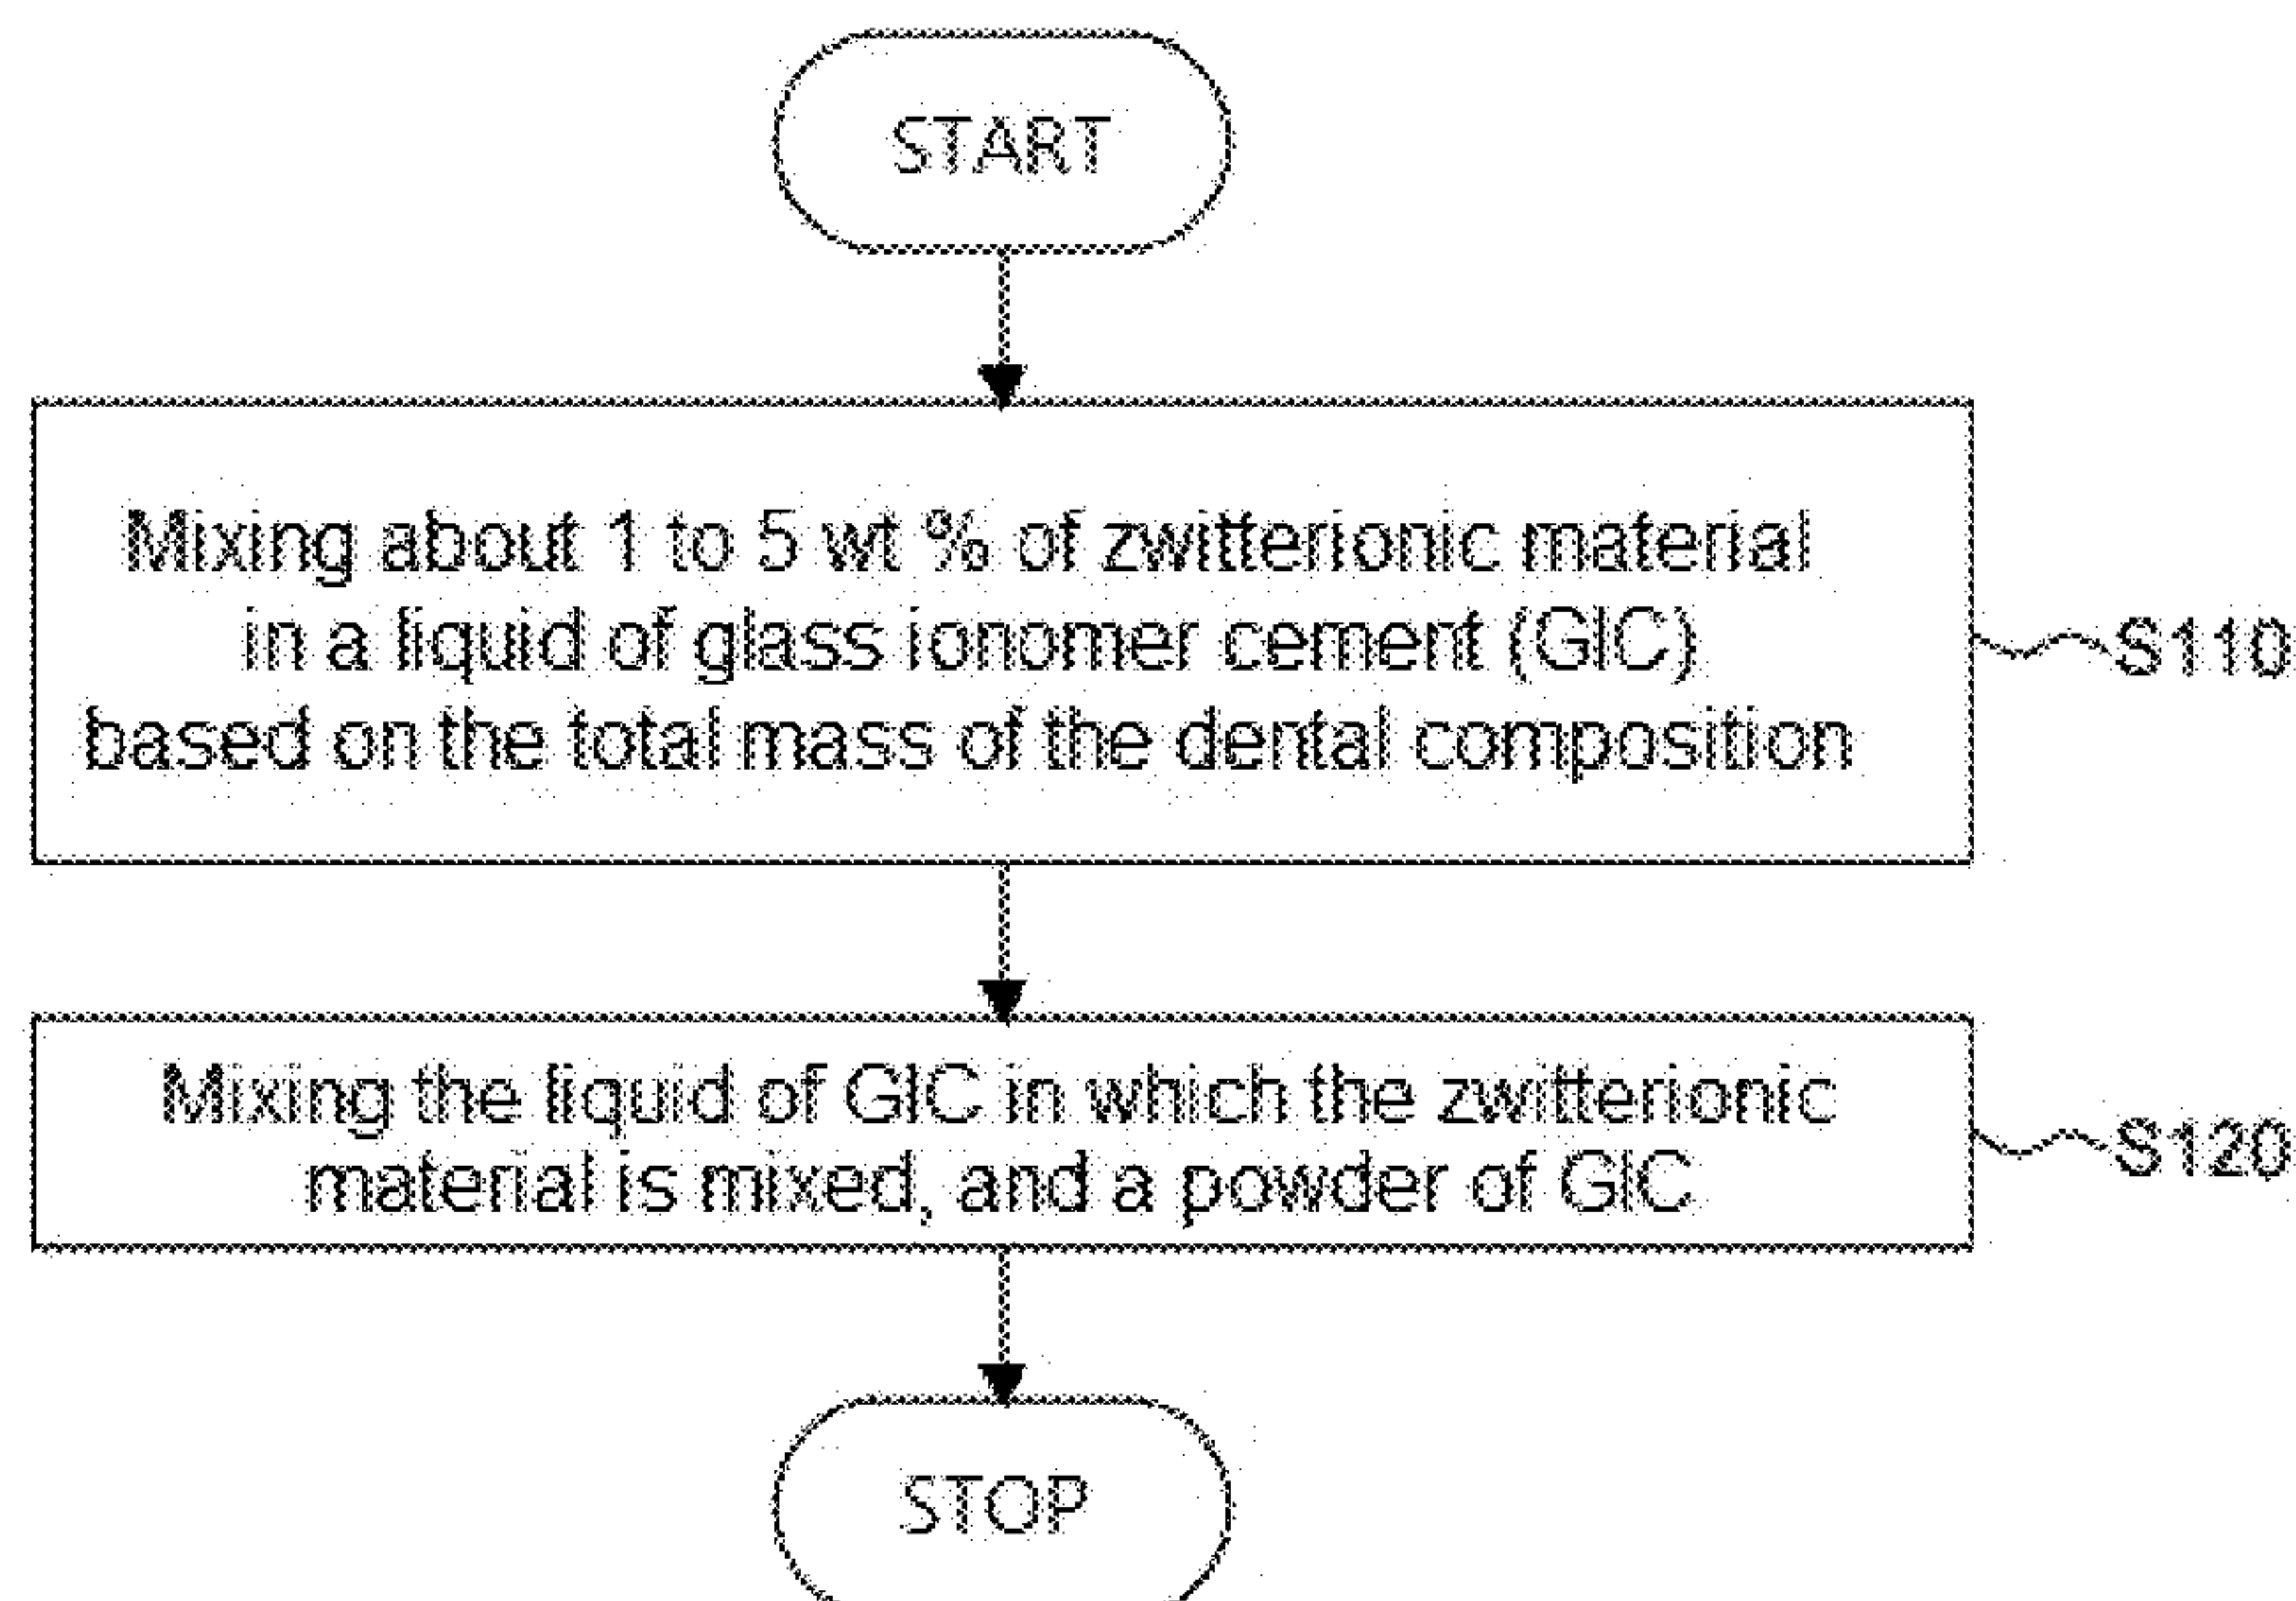 START
Mixing about 1 to 5 wt % of zwitterionic material
in a liquid of glass ionomer cement (GIC)
based on the total mass of the dental composition
S110
Mixing the liquid of GIC in which the zwitterionic
material is mixed, and a powder of GIC
S120
STOP